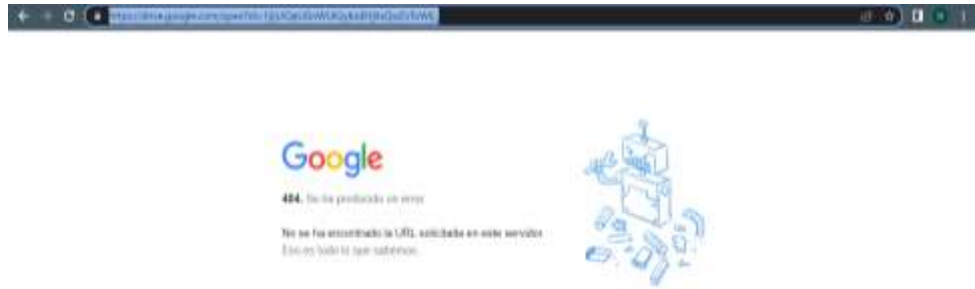 Google
404. Se ha producido un error.
No se ha encontrado la URL solicitada en este servidor.
Eso es todo lo que sabemos.